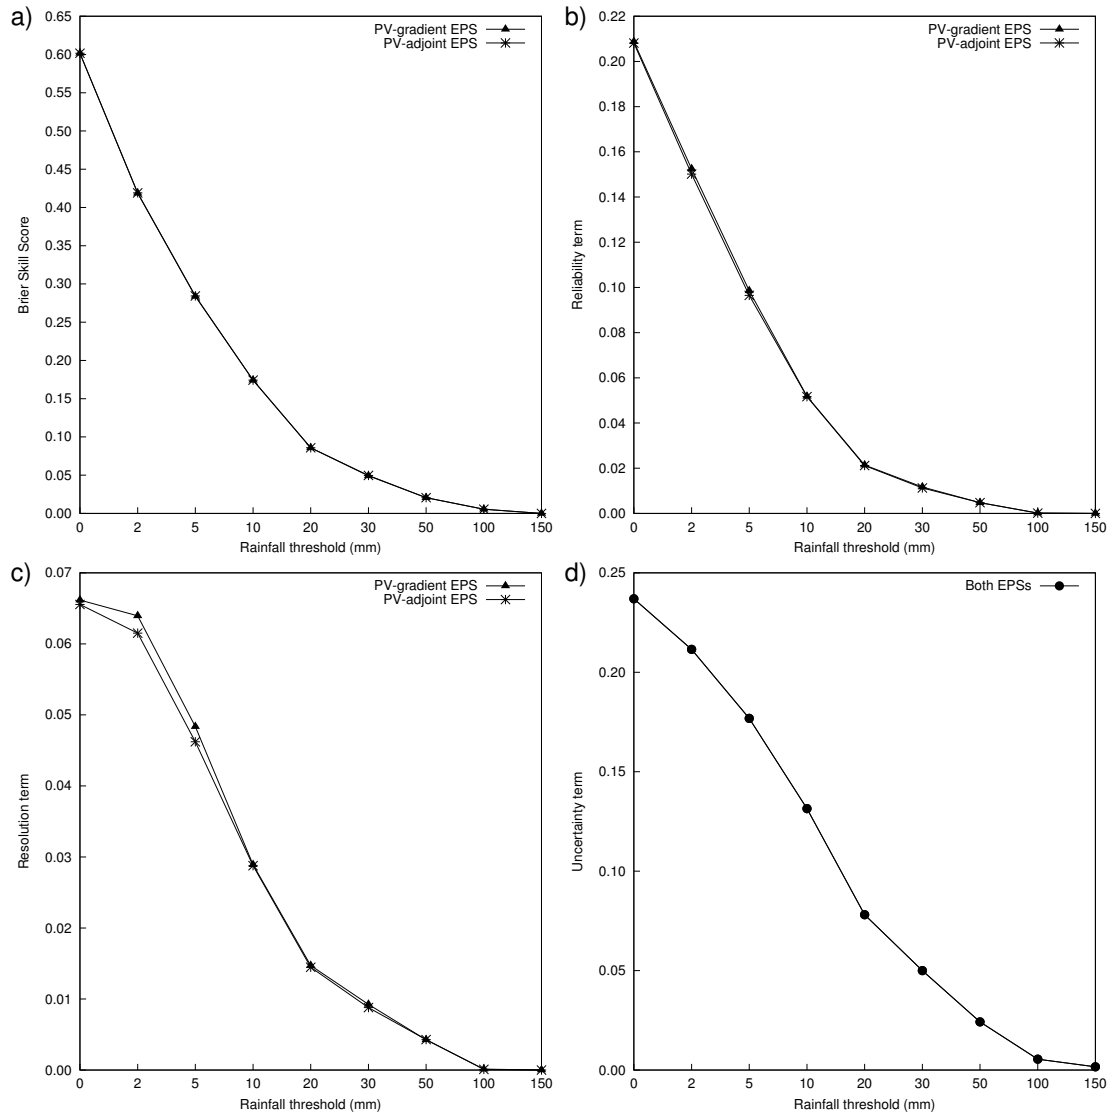 a)
PV-gradient EPS
PV-adjoint EPS
0.65
0.60
0.55
0.50
0.45
0.40
0.35
0.30
0.25
0.20
0.15
0.10
0.05
0.00
Brier Skill Score
0 2 5 10 20 30 50 100 150
Rainfall threshold (mm)
b)
PV-gradient EPS
PV-adjoint EPS
0.22
0.20
0.18
0.16
0.14
0.12
0.10
0.08
0.06
0.04
0.02
0.00
Reliability term
0 2 5 10 20 30 50 100 150
Rainfall threshold (mm)
c)
PV-gradient EPS
PV-adjoint EPS
0.07
0.06
0.05
0.04
0.03
0.02
0.01
0.00
Resolution term
0 2 5 10 20 30 50 100 150
Rainfall threshold (mm)
d)
Both EPSs
0.25
0.20
0.15
0.10
0.05
0.00
Uncertainty term
0 2 5 10 20 30 50 100 150
Rainfall threshold (mm)